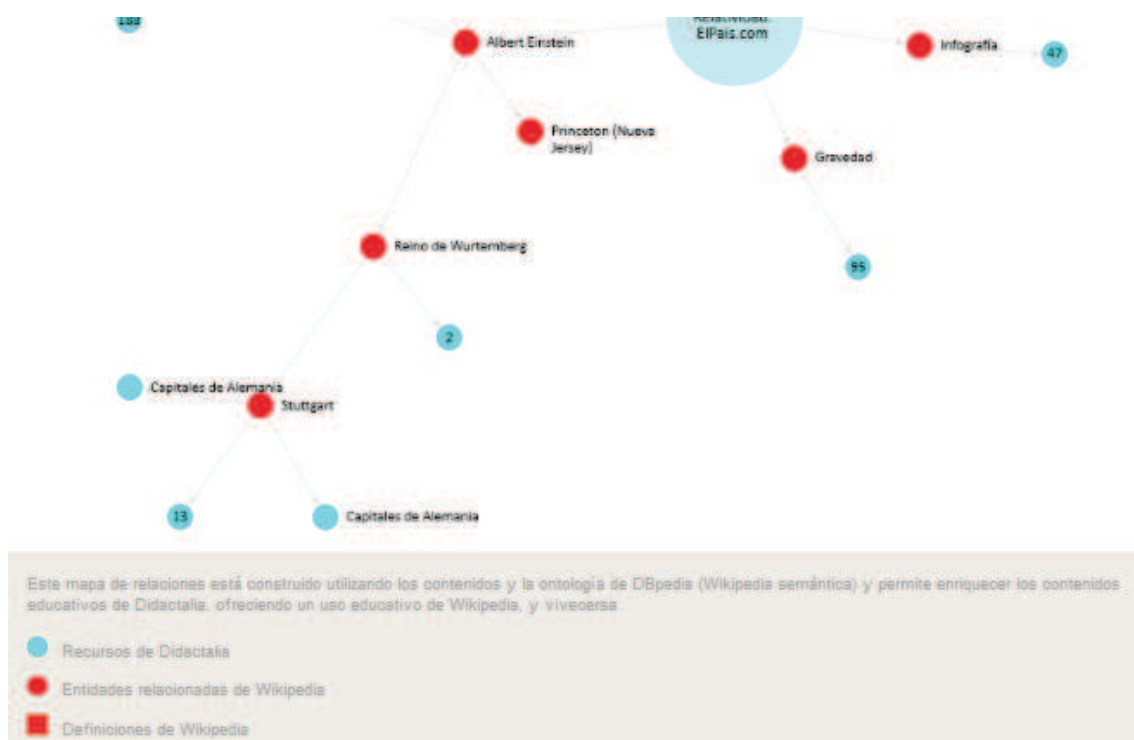 188
Relatividad.
ElPais.com
Albert Einstein
Infografía
47
Princeton (Nueva
Jersey)
Gravedad
Reino de Wurtemberg
95
2
Capitales de Alemania
Stuttgart
13
Capitales de Alemania
Este mapa de relaciones está construido utilizando los contenidos y la ontología de DBpedia (Wikipedia semántica) y permite enriquecer los contenidos
educativos de Didactalia, ofreciendo un uso educativo de Wikipedia, y vivecersa.
Recursos de Didactalia
Entidades relacionadas de Wikipedia
Definiciones de Wikipedia